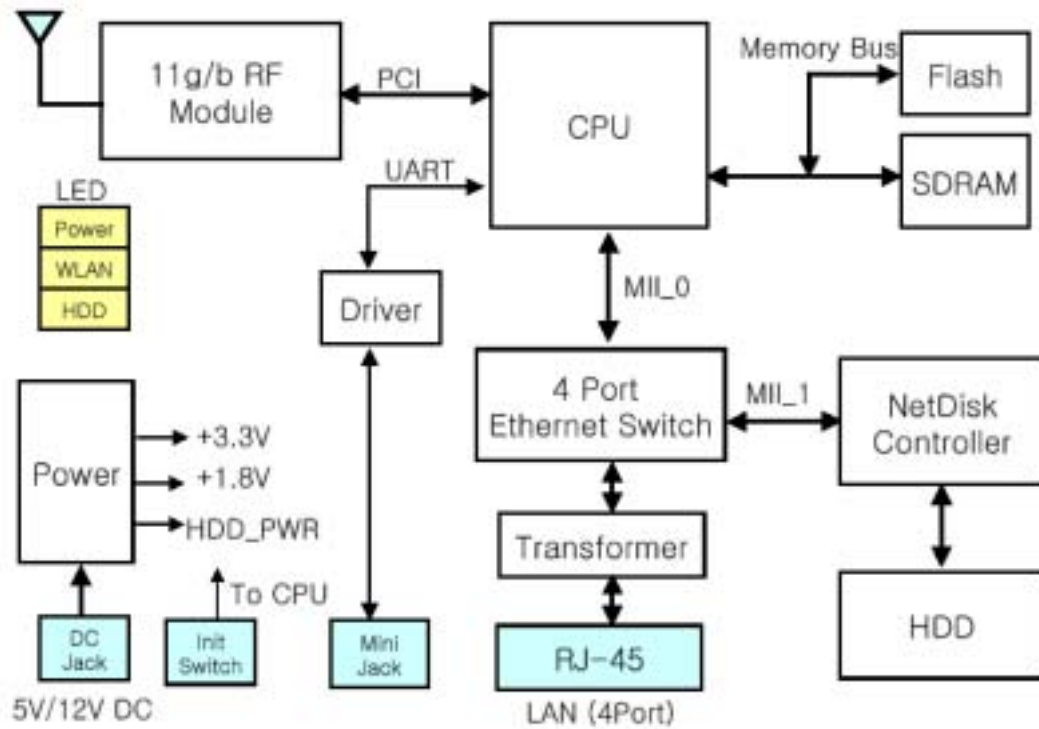 11g/b RF
Module
PCI
CPU
Memory Bus
Flash
SDRAM
UART
LED
Power
WLAN
HDD
Driver
MII_0
4 Port
Ethernet Switch
MII_1
NetDisk
Controller
Power
+3.3V
+1.8V
HDD_PWR
Transformer
To CPU
DC
Jack
Init
Switch
Mini
Jack
RJ-45
HDD
5V/12V DC
LAN (4Port)